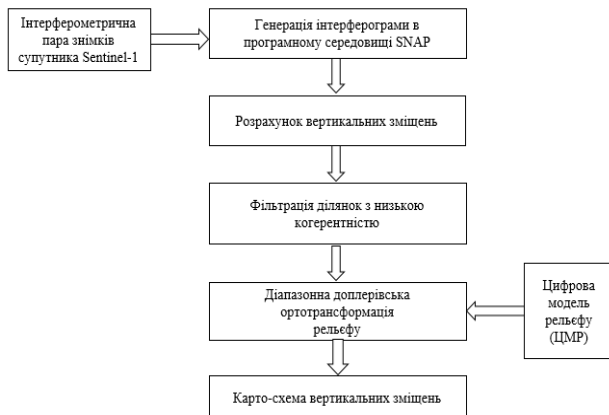 Інтерферометрична
пара знімків
супутника Sentinel-1
Генерація інтерферограми в
програмному середовищі SNAP
Розрахунок вертикальних зміщень
Фільтрація ділянок з низькою
когерентністю
Діапазонна доплерівська
ортотрансформація
рельєфу
Цифрова
модель
рельєфу
(ЦМР)
Карто-схема вертикальних зміщень